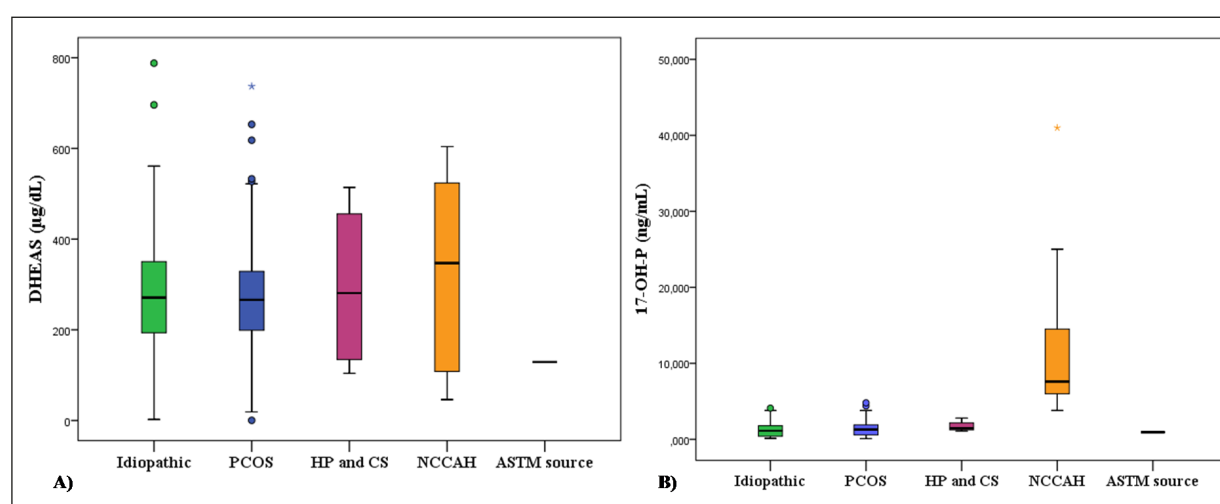 800
600
400
200
0
DHEAS (µg/dL)
Idiopathic PCOS HP and CS NCCAH ASTM source
A)
50,000
40,000
30,000
20,000
10,000
,000
17-OH-P (ng/mL)
Idiopathic PCOS HP and CS NCCAH ASTM source
B)